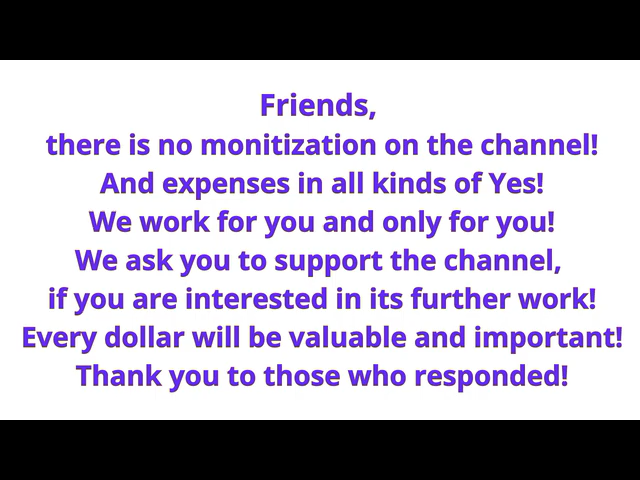 Friends,
there is no monitization on the channel!
And expenses in all kinds of Yes!
We work for you and only for you!
We ask you to support the channel,
if you are interested in its further work!
Every dollar will be valuable and important!
Thank you to those who responded!